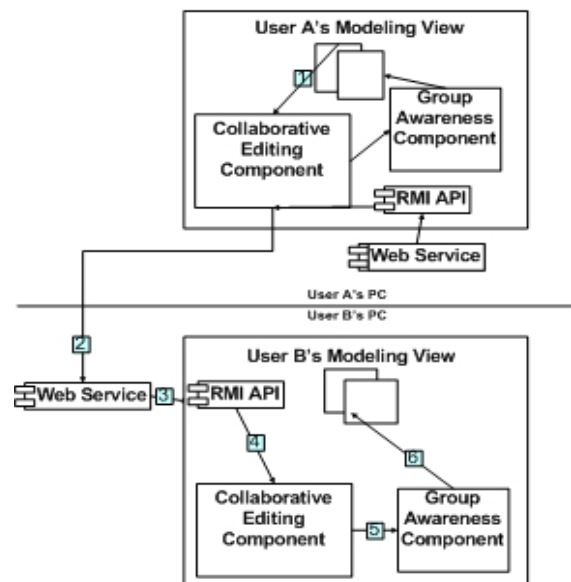 User A's Modeling View
1
Group
Awareness
Component
Collaborative
Editing
Component
RMI API
Web Service
User A's PC
User B's PC
2
User B's Modeling View
Web Service
3
RMI API
4
6
Collaborative
Editing
Component
5
Group
Awareness
Component